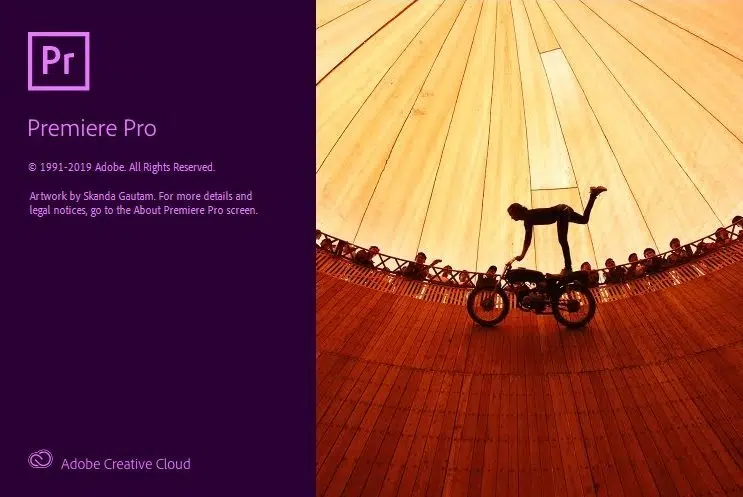 Pr
Premiere Pro
© 1991-2019 Adobe. All Rights Reserved.
Artwork by Skanda Gautam. For more details and
legal notices, go to the About Premiere Pro screen.
Adobe Creative Cloud